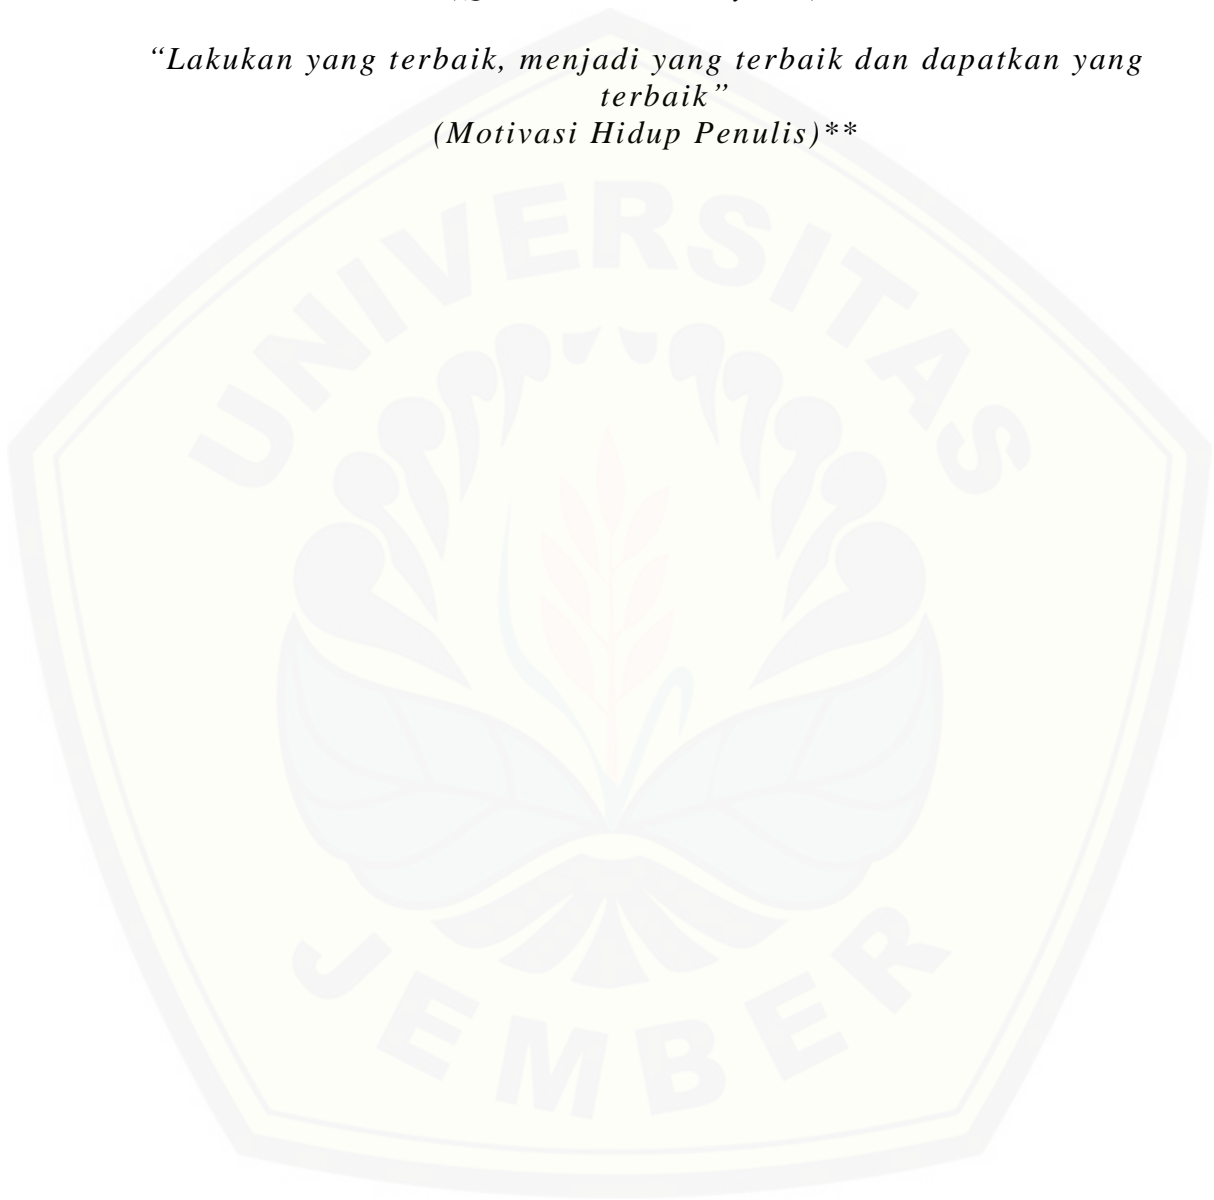 “Lakukan yang terbaik, menjadi yang terbaik dan dapatkan yang
terbaik”
(Motivasi Hidup Penulis)**
UNIVERSITAS
JEMBER